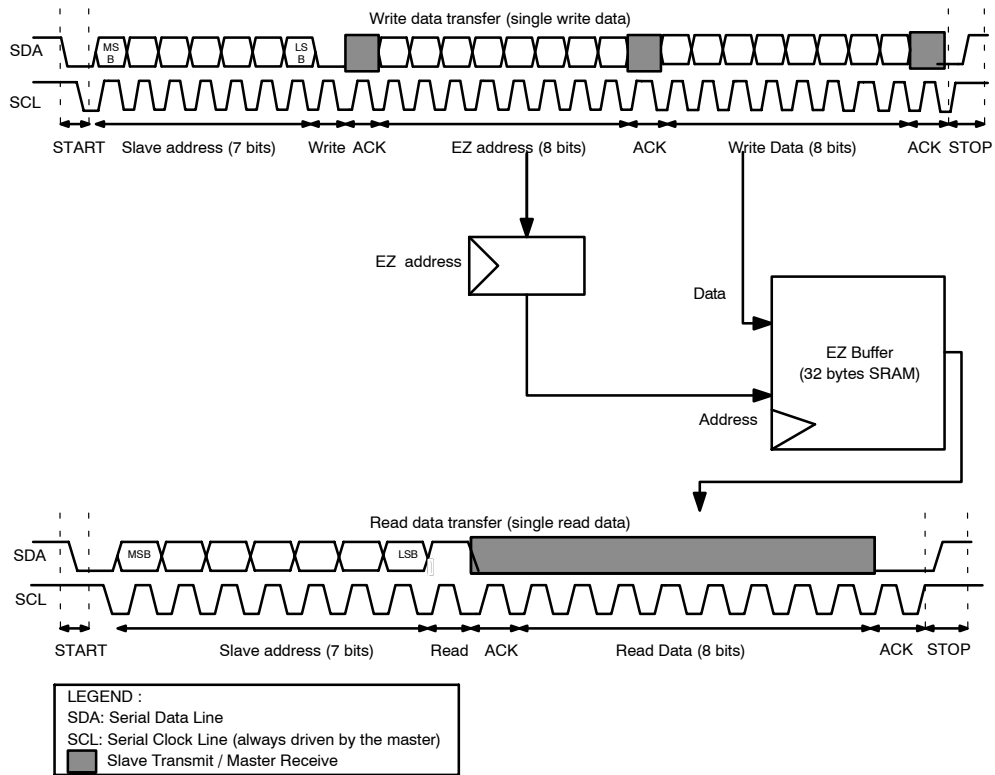 Write data transfer (single write data)
SDA
MS
B
LS
B
SCL
START Slave address (7 bits) Write ACK EZ address (8 bits) ACK Write Data (8 bits) ACK STOP
EZ address
Data
EZ Buffer
(32 bytes SRAM)
Address
Read data transfer (single read data)
SDA MSB LSB
SCL
START Slave address (7 bits) Read ACK Read Data (8 bits) ACK STOP
LEGEND :
SDA: Serial Data Line
SCL: Serial Clock Line (always driven by the master)
Slave Transmit / Master Receive